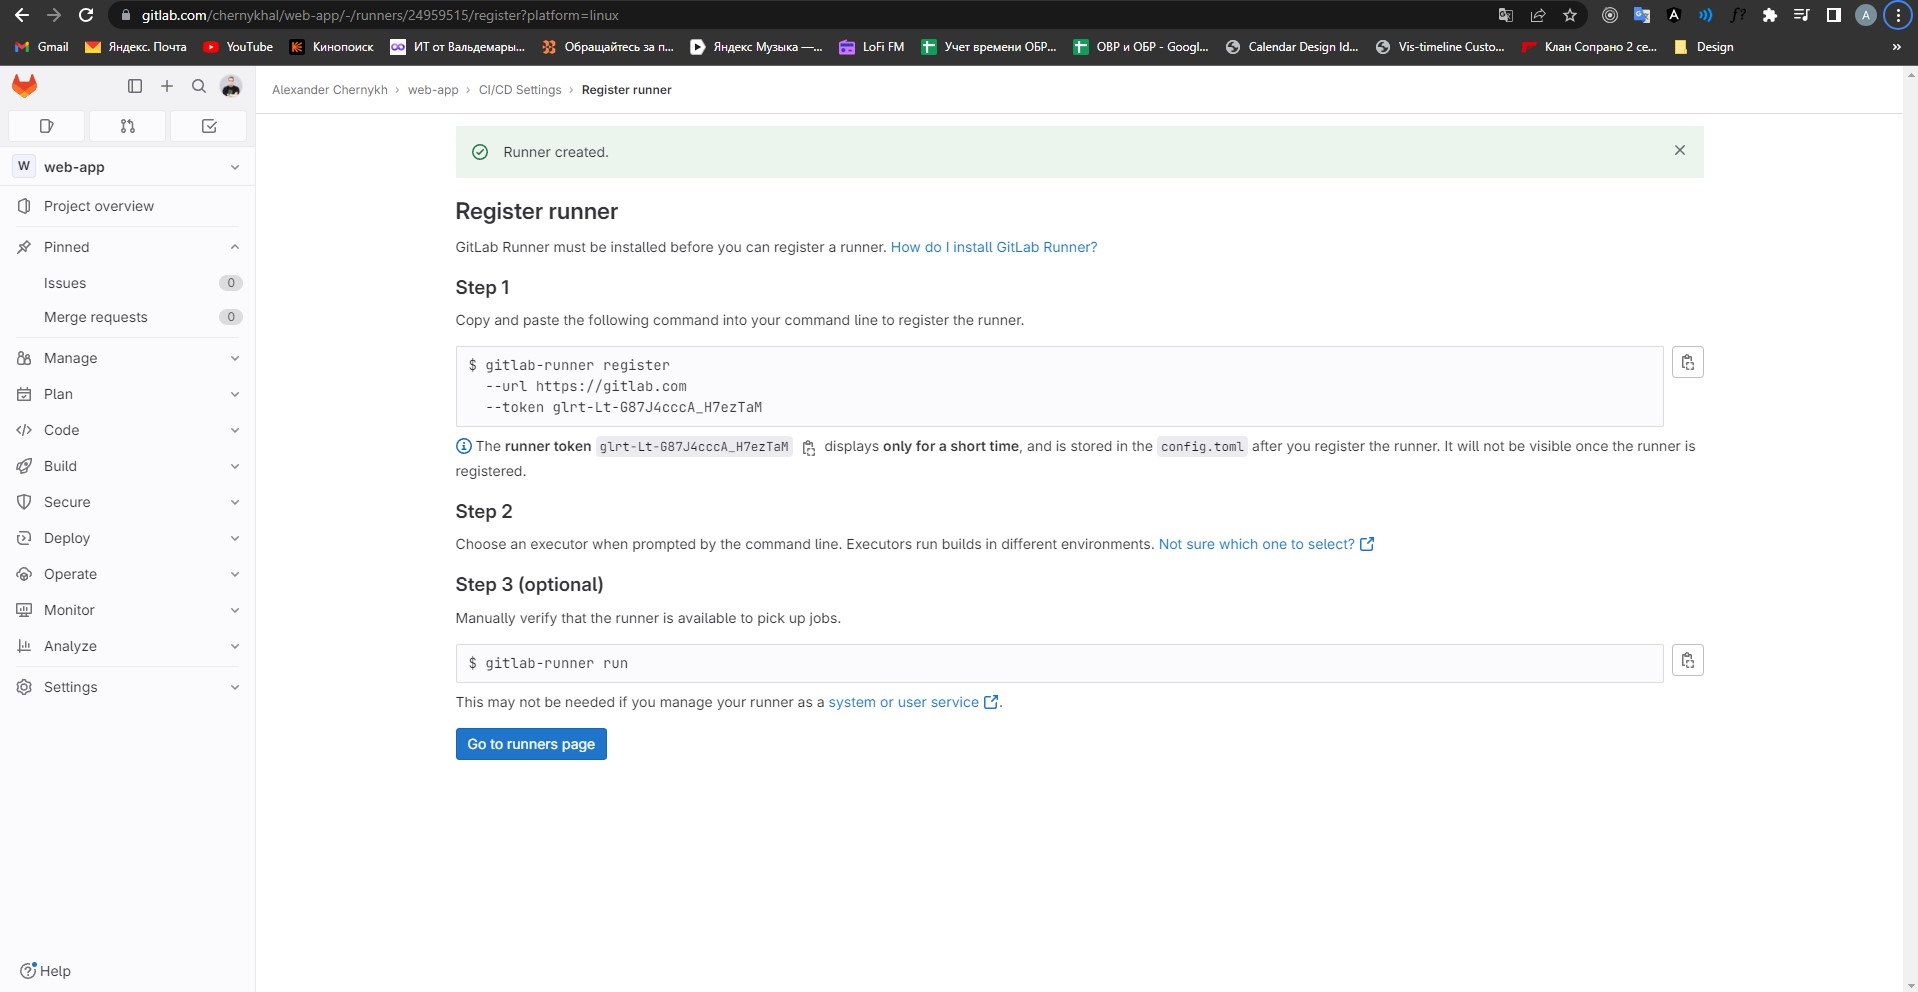 gitlab.com/chernykhal/web-app/-/runners/24959515/register?platform=linux
Gmail
Яндекс. Почта
YouTube
Кинопоиск
ИТ от Вальдемары...
Обращайтесь за п...
Яндекс Музыка —...
LoFi FM
Учет времени ОБР...
ОВР и ОБР - Googl...
Calendar Design Id...
Vis-timeline Custo...
Клан Сопрано 2 се...
Design
»
Alexander Chernykh › web-app › CI/CD Settings › Register runner
W web-app
Project overview
Pinned
Issues 0
Merge requests 0
Manage
Plan
Code
Build
Secure
Deploy
Operate
Monitor
Analyze
Settings
Help
Runner created.
Register runner
GitLab Runner must be installed before you can register a runner. How do I install GitLab Runner?
Step 1
Copy and paste the following command into your command line to register the runner.
$ gitlab-runner register
--url https://gitlab.com
--token glrt-Lt-G87J4cccA_H7ezTaM
The runner token glrt-Lt-G87J4cccA_H7ezTaM displays only for a short time, and is stored in the config.toml after you register the runner. It will not be visible once the runner is
registered.
Step 2
Choose an executor when prompted by the command line. Executors run builds in different environments. Not sure which one to select?
Step 3 (optional)
Manually verify that the runner is available to pick up jobs.
$ gitlab-runner run
This may not be needed if you manage your runner as a system or user service.
Go to runners page